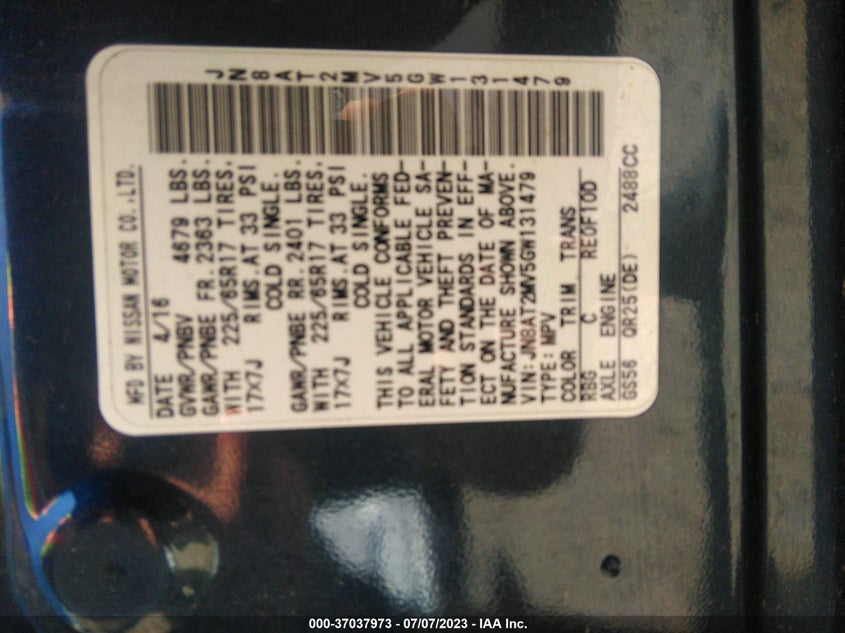 JN8AT2MV5GW131479
MFD BY NISSAN MOTOR CO.,LTD.
DATE 4/16
GVWR/PNBV 4679 LBS.
GAWR/PNBE FR.2363 LBS.
WITH 225/65R17 TIRES.
17X7J RIMS.AT 33 PSI
COLD SINGLE.
GAWR/PNBE RR.2401 LBS.
WITH 225/65R17 TIRES.
17X7J RIMS.AT 33 PSI
COLD SINGLE.
THIS VEHICLE CONFORMS
TO ALL APPLICABLE FED-
ERAL MOTOR VEHICLE SA-
FETY AND THEFT PREVEN-
TION STANDARDS IN EFF-
ECT ON THE DATE OF MA-
NUFACTURE SHOWN ABOVE.
VIN:JN8AT2MV5GW131479
TYPE:MPV
COLOR TRIM TRANS
RBG C RE0F10D
AXLE ENGINE
GS56 QR25(DE) 2488CC
000-37037973 - 07/07/2023 - IAA Inc.